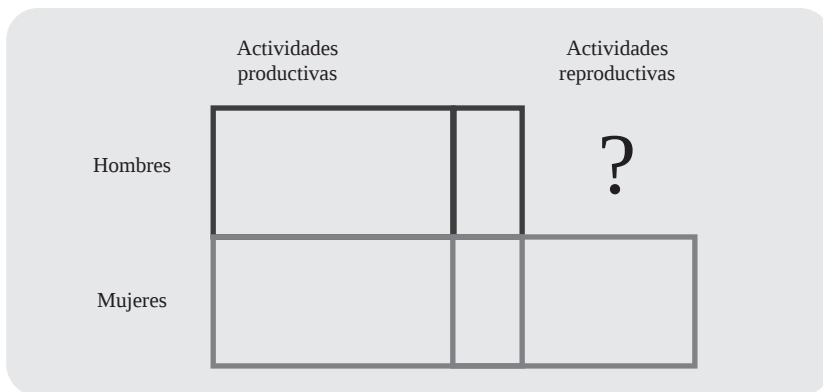 Actividades
productivas
Actividades
reproductivas
Hombres
?
Mujeres